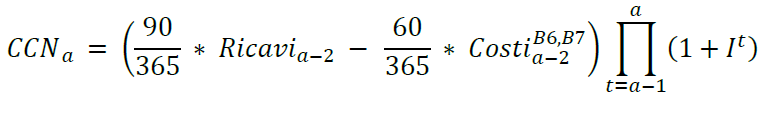 CCN_a = (90/365 * Ricavi_{a-2} − 60/365 * Costi_{a-2}^{B6,B7}) ∏_{t=a-1}^{a} (1 + I^t)